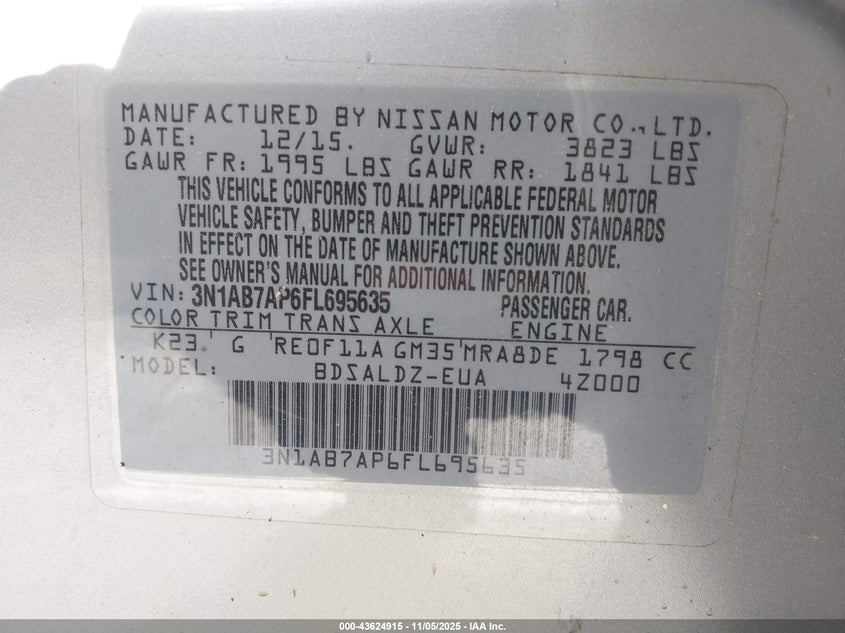 MANUFACTURED BY NISSAN MOTOR CO., LTD.
DATE: 12/15. GVWR: 3823 LBS
GAWR FR: 1995 LBS GAWR RR: 1841 LBS
THIS VEHICLE CONFORMS TO ALL APPLICABLE FEDERAL MOTOR
VEHICLE SAFETY, BUMPER AND THEFT PREVENTION STANDARDS
IN EFFECT ON THE DATE OF MANUFACTURE SHOWN ABOVE.
SEE OWNER'S MANUAL FOR ADDITIONAL INFORMATION.
VIN: 3N1AB7AP6FL695635 PASSENGER CAR.
COLOR TRIM TRANS AXLE ENGINE
K23 G RE0F11A GM35 MRA8DE 1798 CC
MODEL: BDSALDZ-EUA 4Z000
3N1AB7AP6FL695635
000-43624915 - 11/05/2025 - IAA Inc.